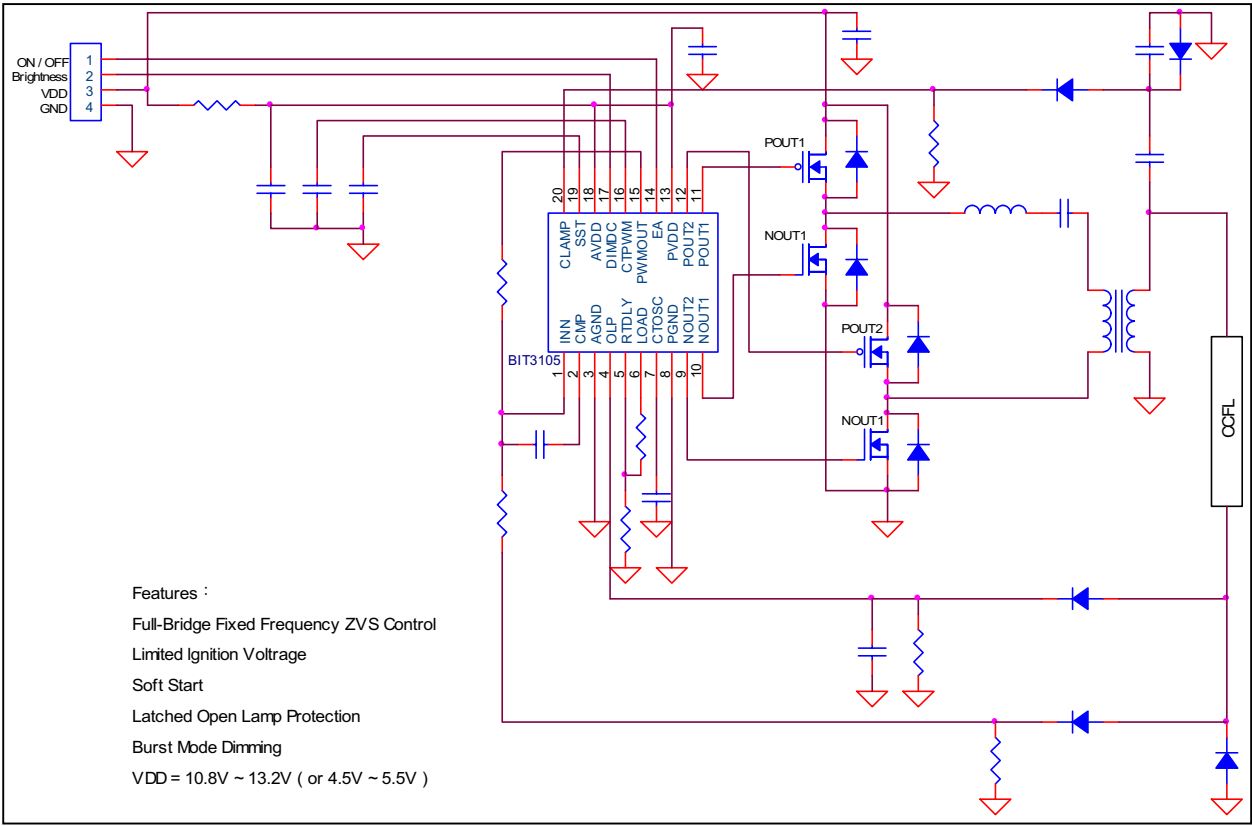 ON / OFF 1
Brightness 2
VDD 3
GND 4
POUT1
NOUT1
POUT2
NOUT1
20 19 18 17 16 15 14 13 12 11
CLAMP SST AVDD DIMDC CTPWM PWMOUT EA PVDD POUT2 POUT1
INN CMP AGND OLP RTDLY LOAD CTOSC PGND NOUT2 NOUT1
BIT3105
1 2 3 4 5 6 7 8 9 10
CCFL
Features :
Full-Bridge Fixed Frequency ZVS Control
Limited Ignition Voltrage
Soft Start
Latched Open Lamp Protection
Burst Mode Dimming
VDD = 10.8V ~ 13.2V ( or 4.5V ~ 5.5V )